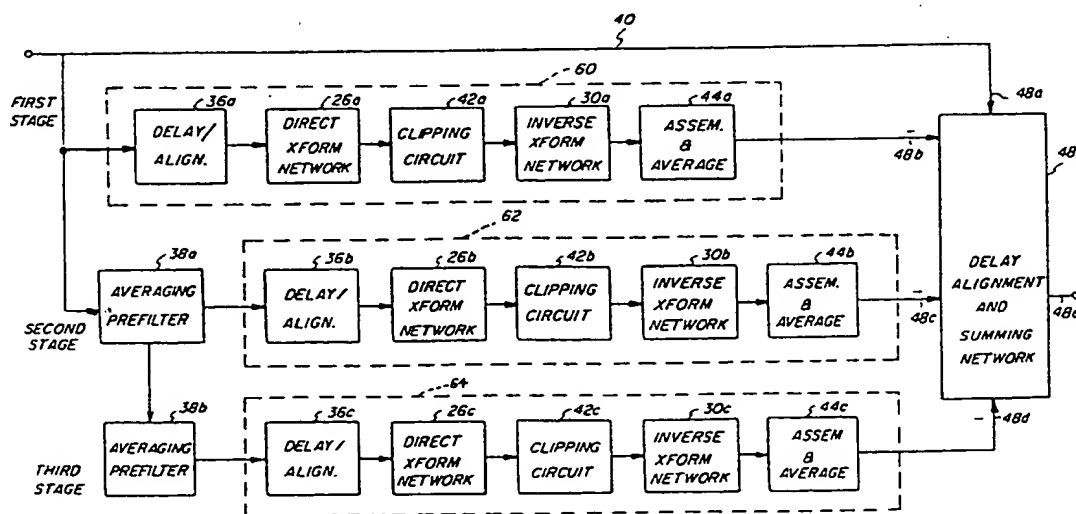 40
60
FIRST
STAGE
36a
26a
42a
30a
44a
48a
DELAY/
ALIGN.
DIRECT
XFORM
NETWORK
CLIPPING
CIRCUIT
INVERSE
XFORM
NETWORK
ASSEM.
&
AVERAGE
-
48b
48
62
38a
36b
26b
42b
30b
44b
SECOND
STAGE
AVERAGING
PREFILTER
DELAY/
ALIGN.
DIRECT
XFORM
NETWORK
CLIPPING
CIRCUIT
INVERSE
XFORM
NETWORK
ASSEM.
&
AVERAGE
-
48c
DELAY
ALIGNMENT
AND
SUMMING
NETWORK
64
38b
36c
26c
42c
30c
44c
- 48d
THIRD
STAGE
AVERAGING
PREFILTER
DELAY/
ALIGN.
DIRECT
XFORM
NETWORK
CLIPPING
CIRCUIT
INVERSE
XFORM
NETWORK
ASSEM
&
AVERAGE